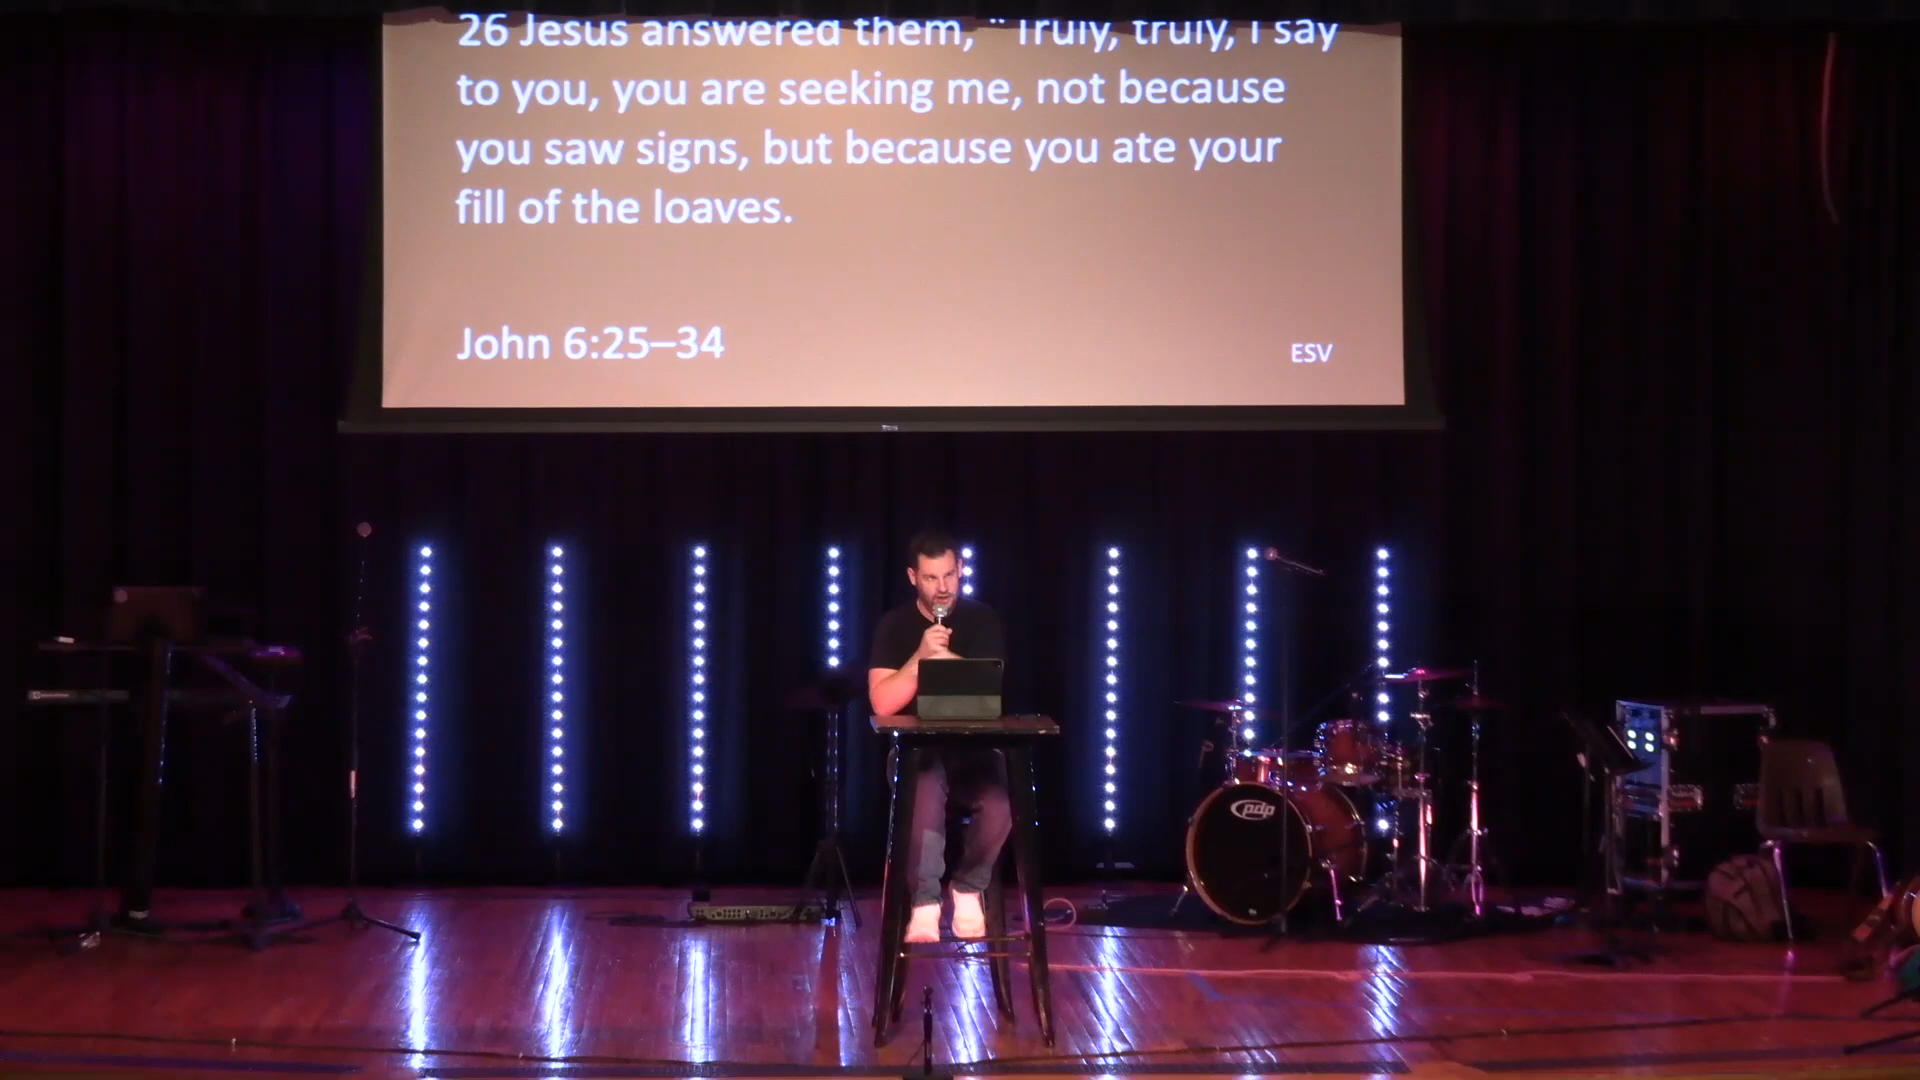 26 Jesus answered them, “Truly, truly, I say
to you, you are seeking me, not because
you saw signs, but because you ate your
fill of the loaves.
John 6:25–34
ESV
pdp